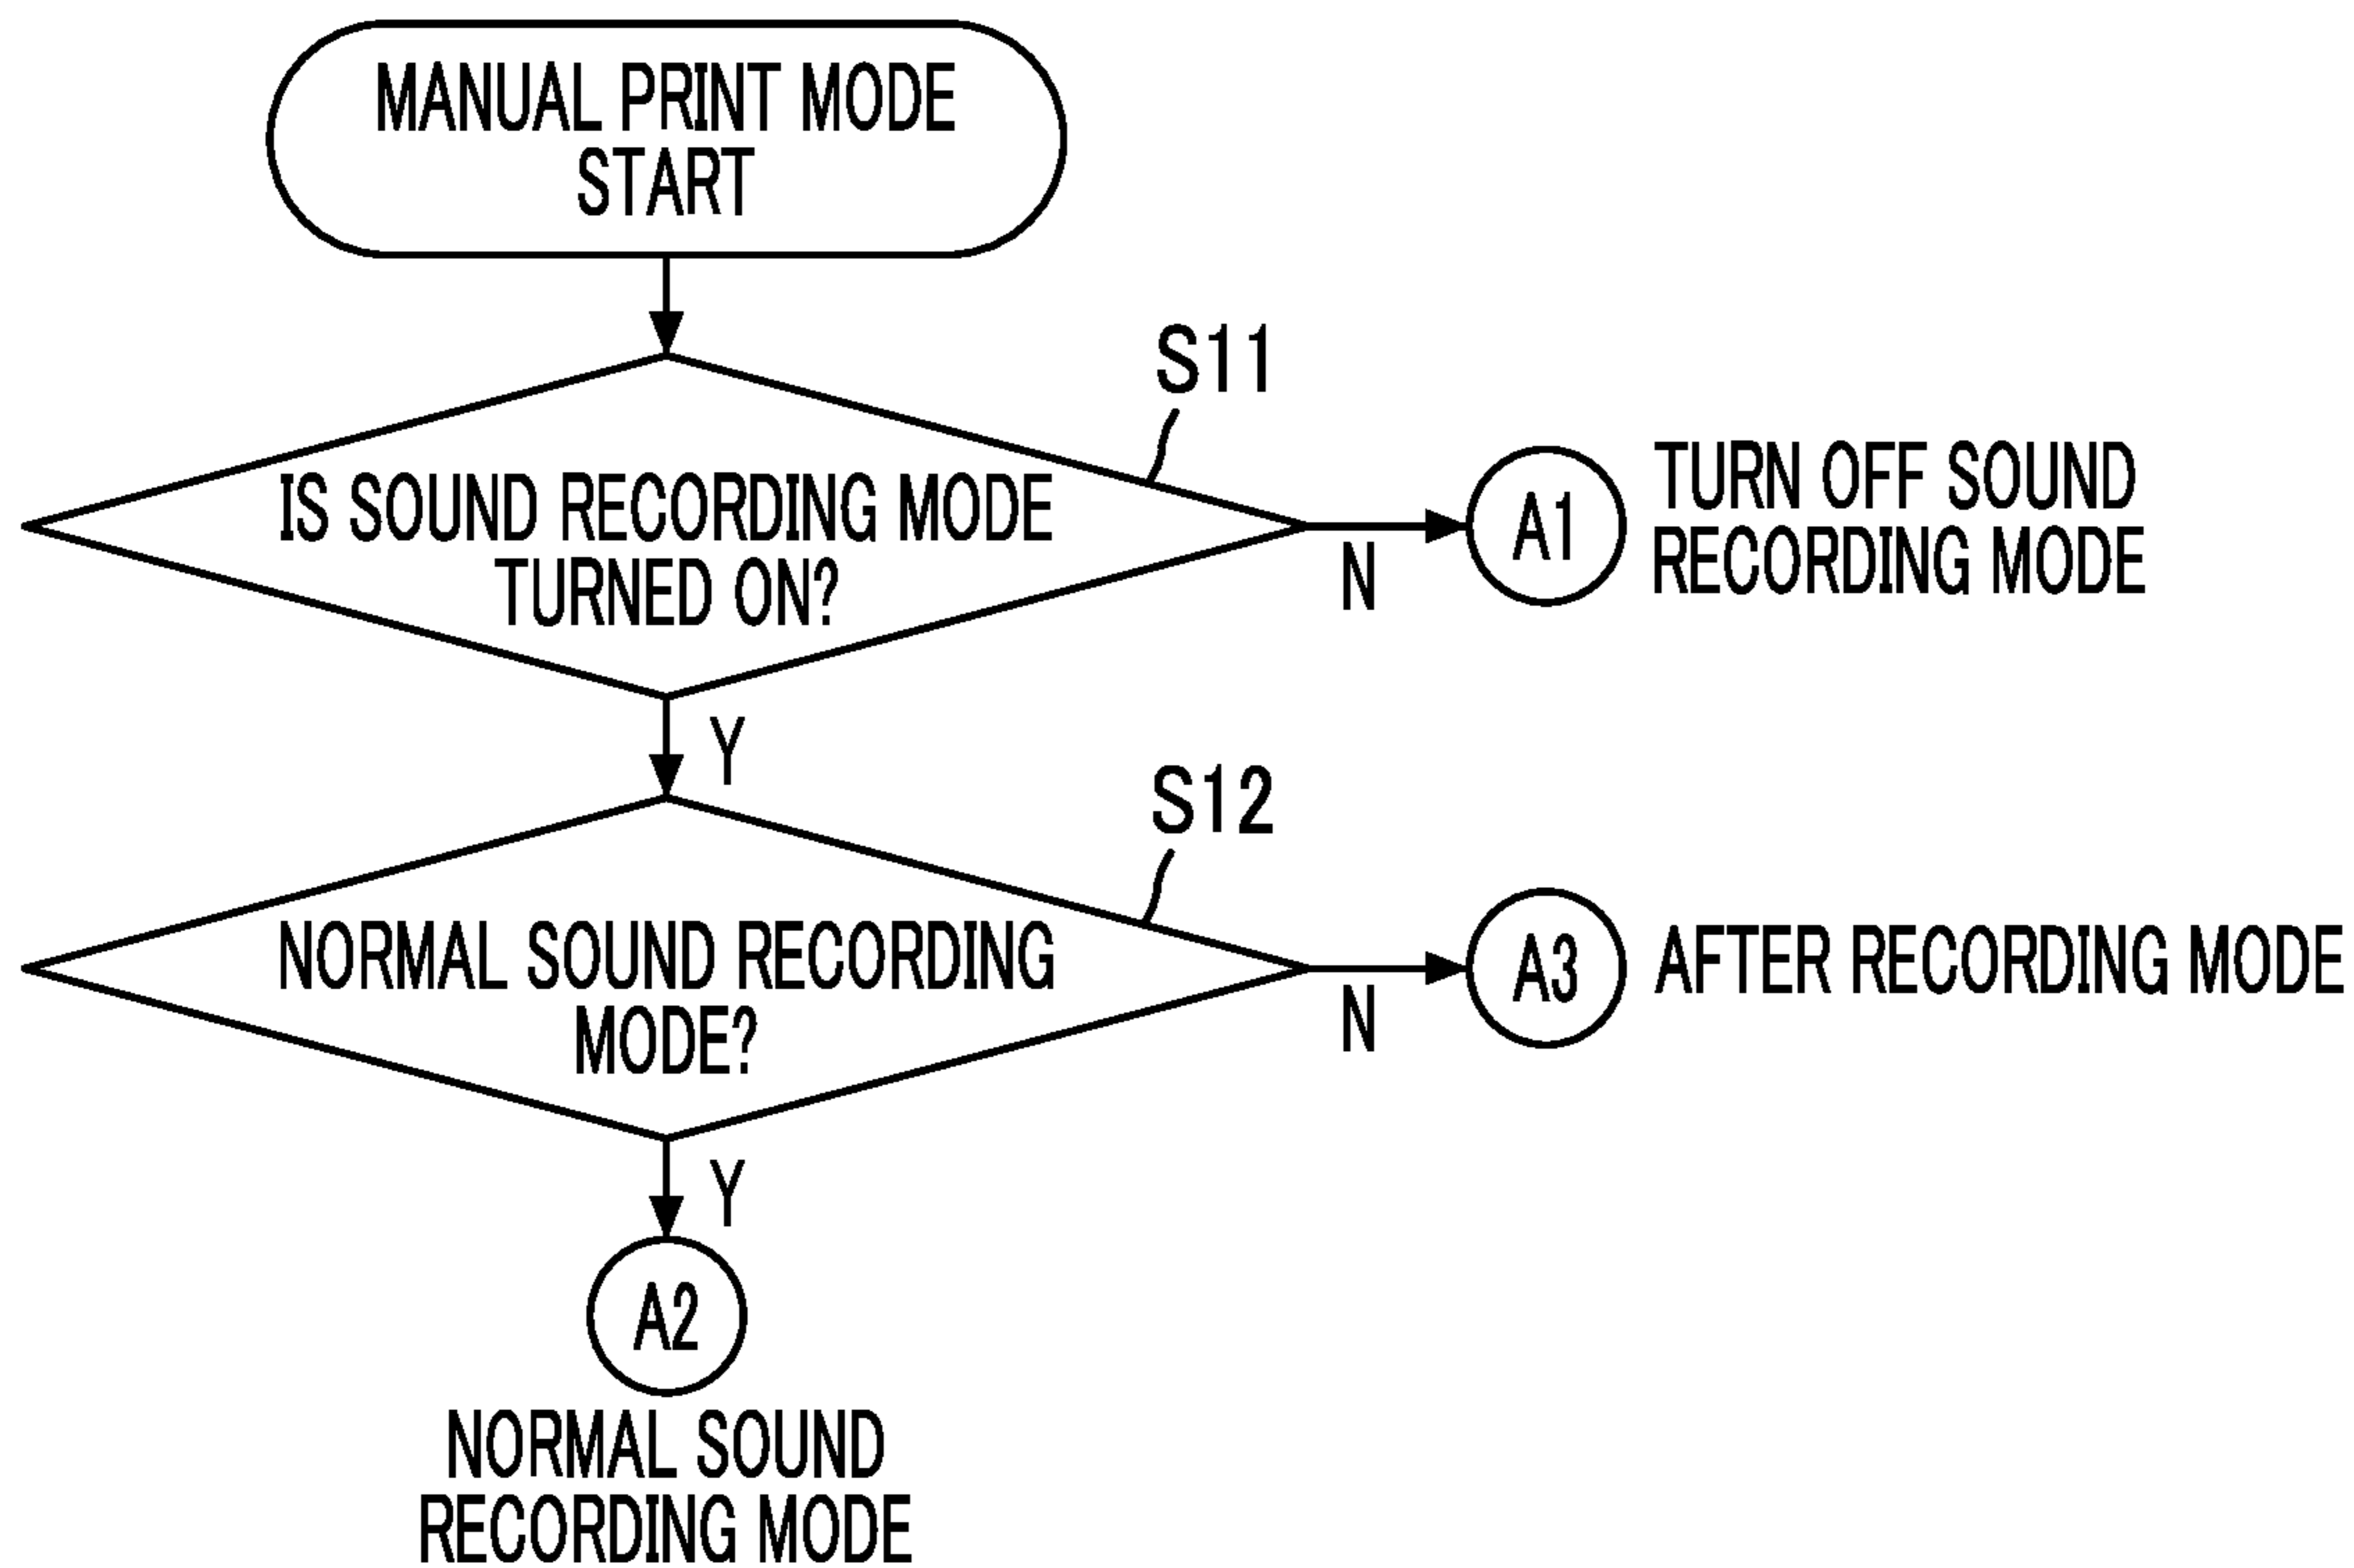 MANUAL PRINT MODE
START
S11
IS SOUND RECORDING MODE
TURNED ON?
N
A1
TURN OFF SOUND
RECORDING MODE
Y
S12
NORMAL SOUND RECORDING
MODE?
N
A3
AFTER RECORDING MODE
Y
A2
NORMAL SOUND
RECORDING MODE